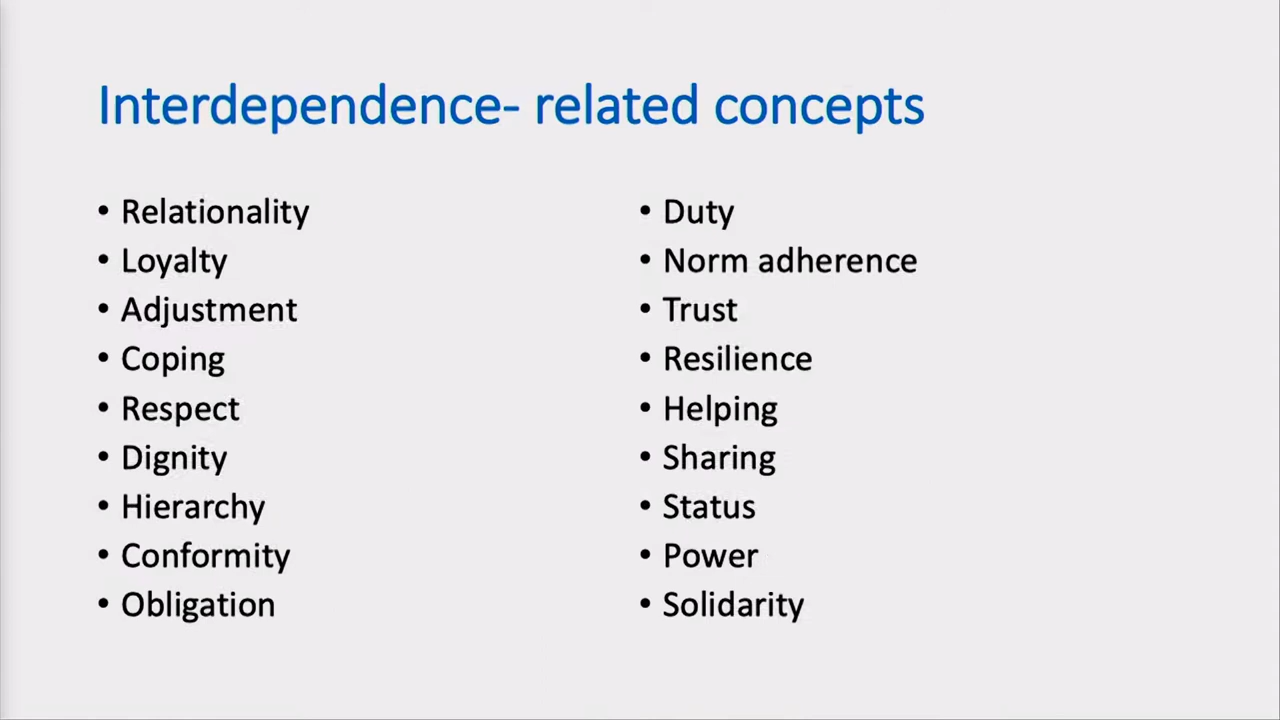 Interdependence- related concepts
• Relationality
• Loyalty
• Adjustment
• Coping
• Respect
• Dignity
• Hierarchy
• Conformity
• Obligation
• Duty
• Norm adherence
• Trust
• Resilience
• Helping
• Sharing
• Status
• Power
• Solidarity